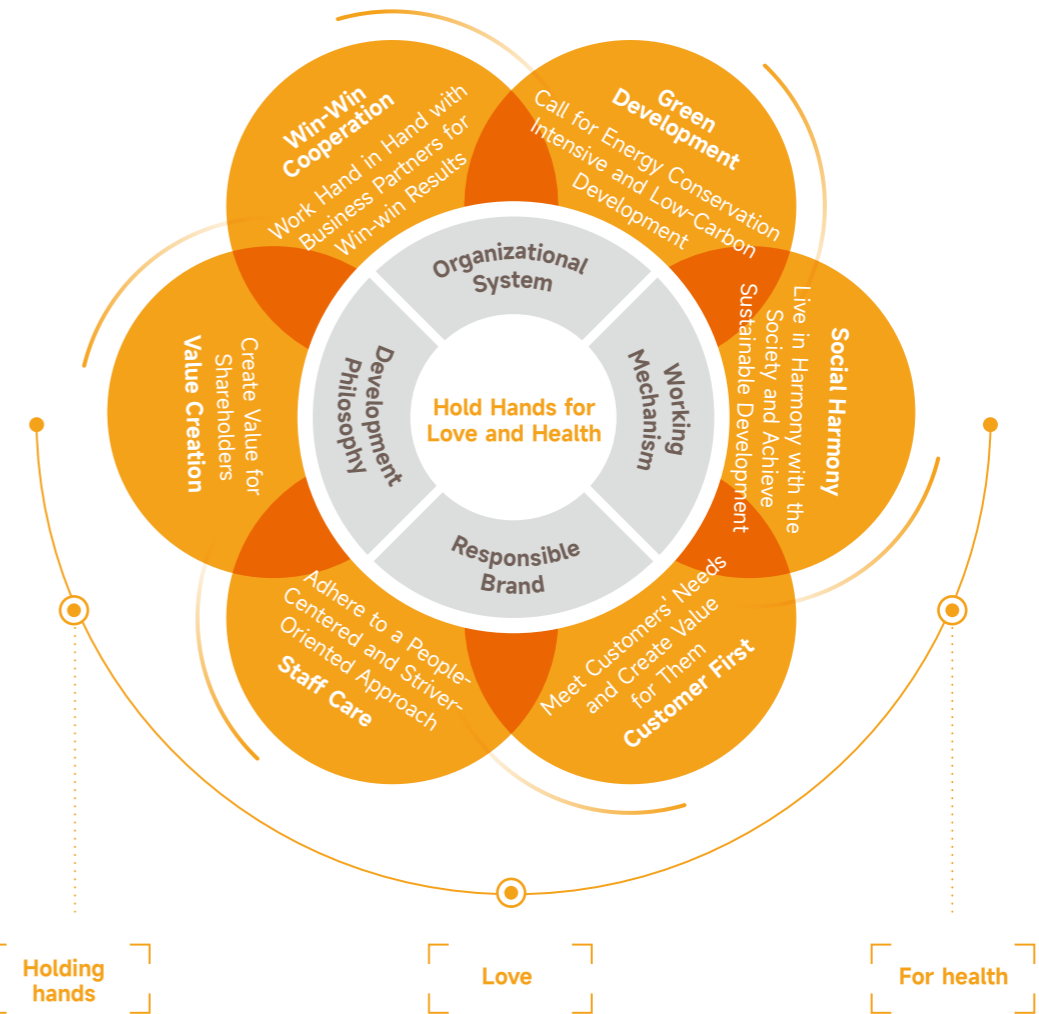 Win-Win
Cooperation
Work Hand in Hand with
Business Partners for
Win-win Results
Green
Development
Call for Energy Conservation
Intensive and Low-Carbon
Development
Social Harmony
Live in Harmony with the
Society and Achieve
Sustainable Development
Create Value for
Shareholders
Value Creation
Organizational
System
Working
Mechanism
Development
Philosophy
Hold Hands for
Love and Health
Responsible
Brand
Adhere to a People-
Centered and Striver-
Oriented Approach
Staff Care
Meet Customers' Needs
and Create Value
for Them
Customer First
Holding
hands
Love
For health